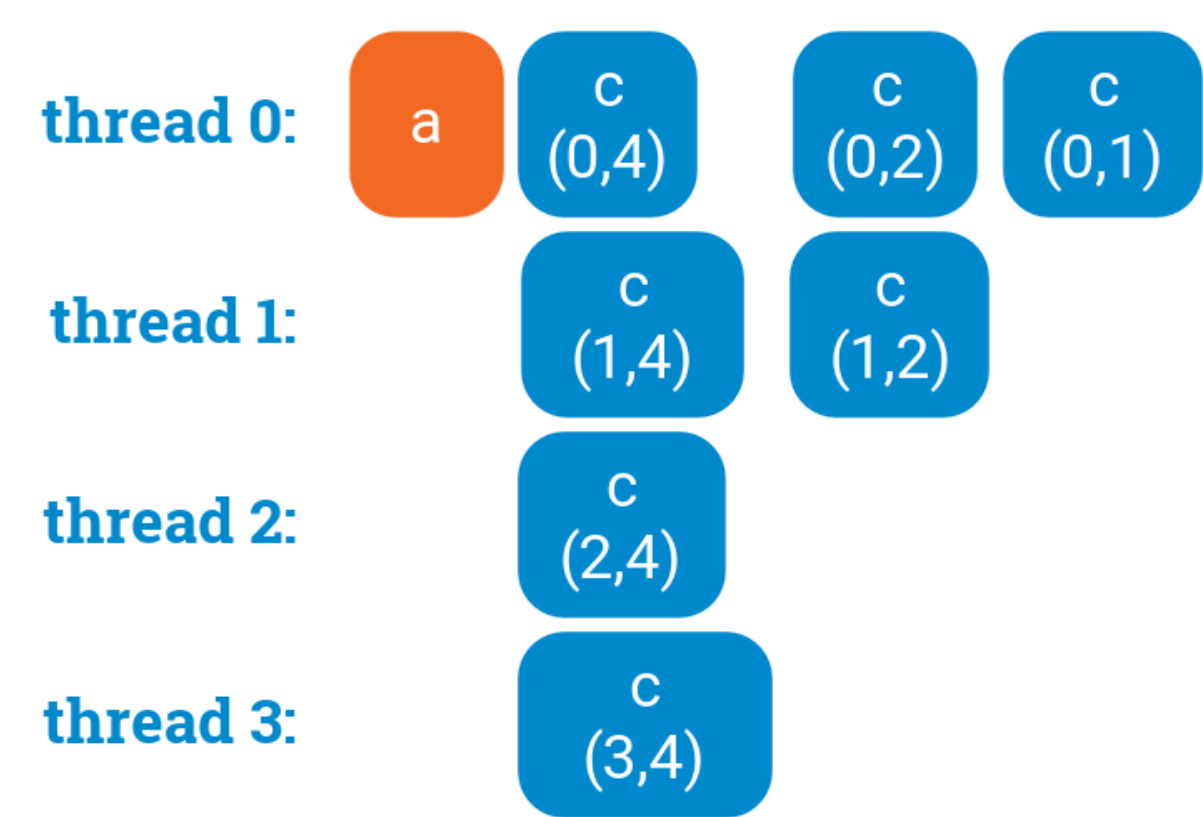 thread 0: a c (0,4) c (0,2) c (0,1)
thread 1: c (1,4) c (1,2)
thread 2: c (2,4)
thread 3: c (3,4)